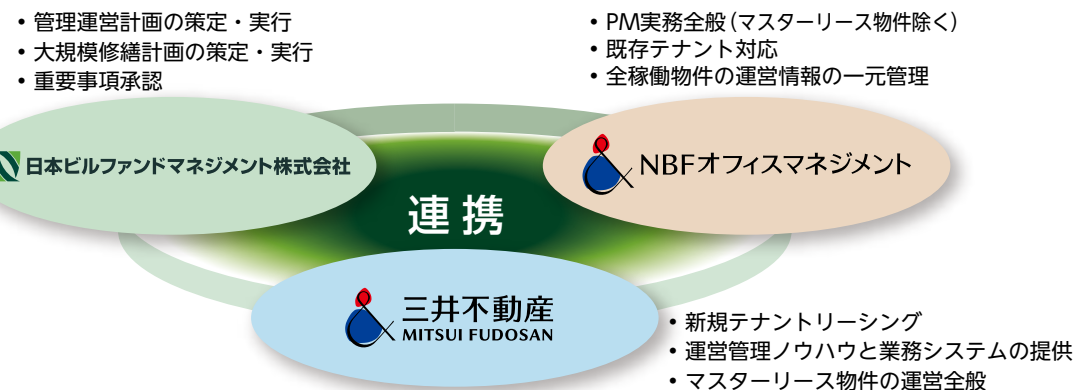 • 管理運営計画の策定・実行
• 大規模修繕計画の策定・実行
• 重要事項承認
• PM実務全般(マスターリース物件除く)
• 既存テナント対応
• 全稼働物件の運営情報の一元管理
日本ビルファンドマネジメント株式会社
NBFオフィスマネジメント
連携
三井不動産
MITSUI FUDOSAN
• 新規テナントリーシング
• 運営管理ノウハウと業務システムの提供
• マスターリース物件の運営全般